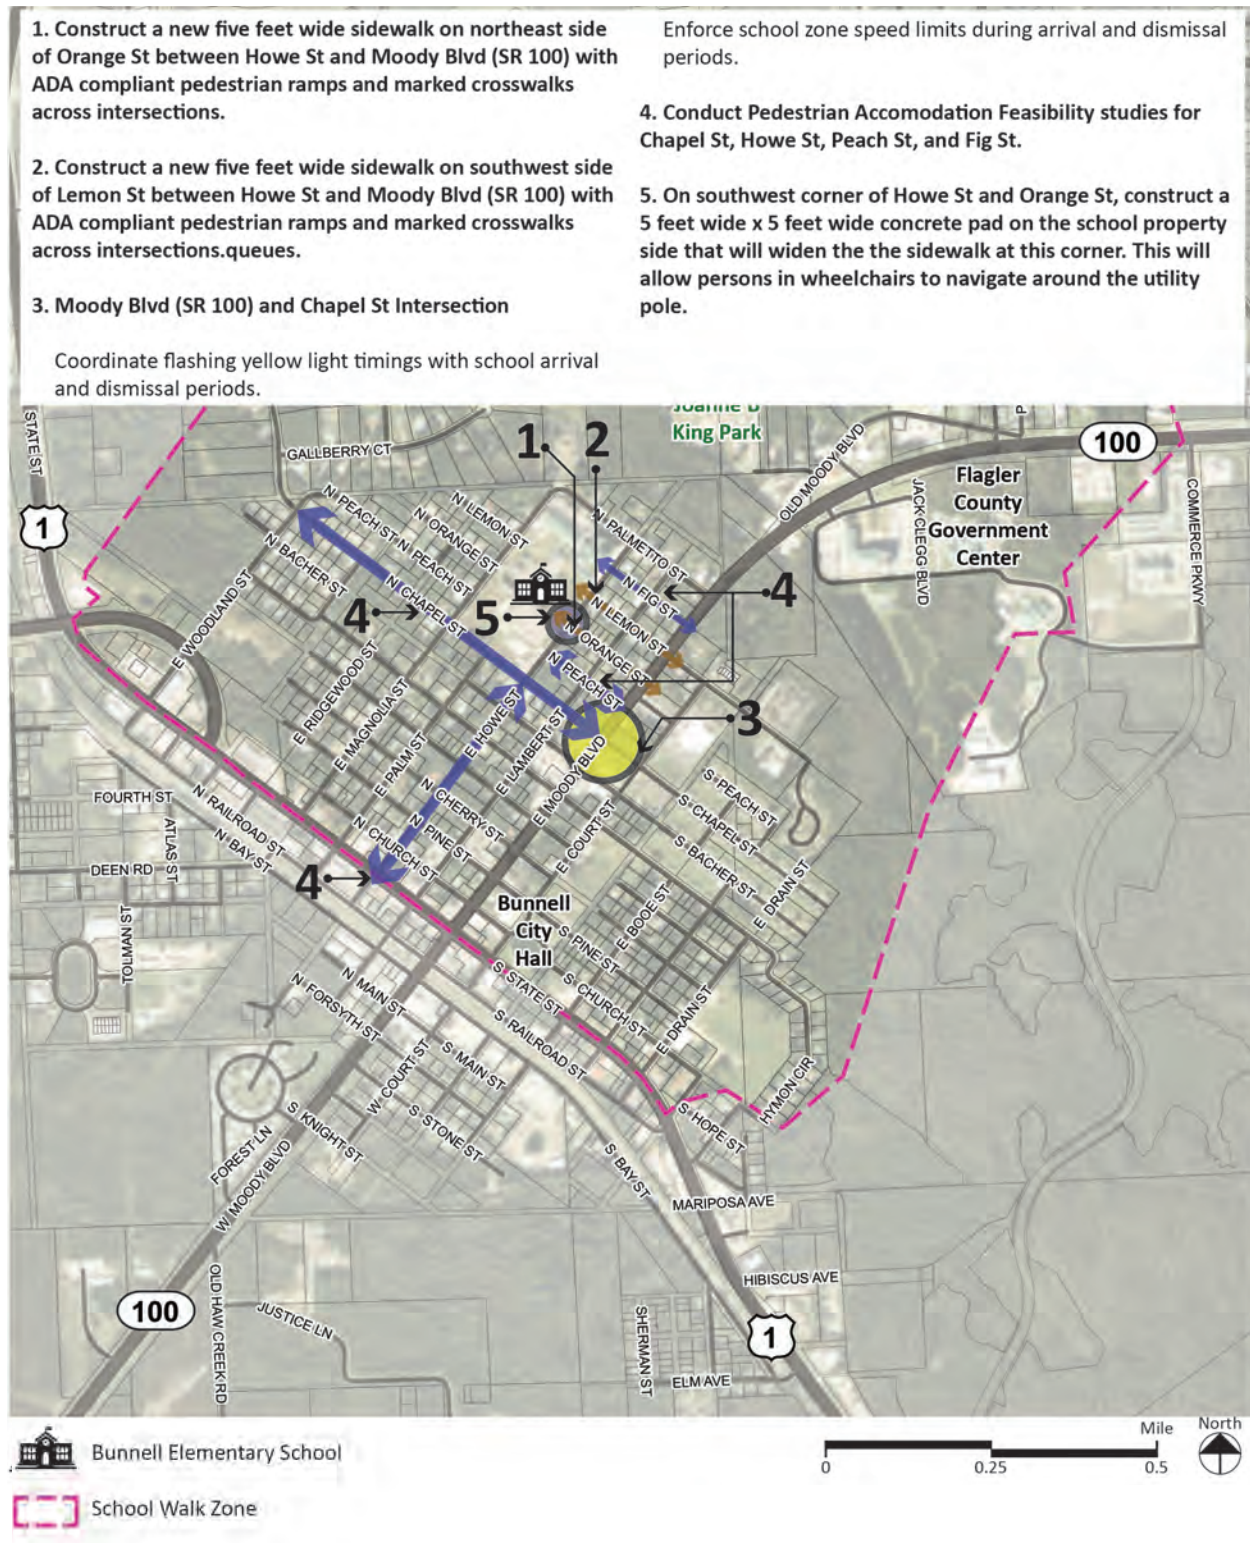 1. Construct a new five feet wide sidewalk on northeast side
of Orange St between Howe St and Moody Blvd (SR 100) with
ADA compliant pedestrian ramps and marked crosswalks
across intersections.
2. Construct a new five feet wide sidewalk on southwest side
of Lemon St between Howe St and Moody Blvd (SR 100) with
ADA compliant pedestrian ramps and marked crosswalks
across intersections.queues.
3. Moody Blvd (SR 100) and Chapel St Intersection
Coordinate flashing yellow light timings with school arrival
and dismissal periods.
Enforce school zone speed limits during arrival and dismissal
periods.
4. Conduct Pedestrian Accomodation Feasibility studies for
Chapel St, Howe St, Peach St, and Fig St.
5. On southwest corner of Howe St and Orange St, construct a
5 feet wide x 5 feet wide concrete pad on the school property
side that will widen the the sidewalk at this corner. This will
allow persons in wheelchairs to navigate around the utility
pole.
Joanne B
King Park
STATE ST
GALLBERRY CT
1
2
OLD MOODY BLVD
P
100
1
Flagler
County
Government
Center
JACK CLEGG BLVD
COMMERCE PKWY
N PEACH ST
N LEMON ST
N ORANGE ST
N PEACH ST
N BACHER ST
N PALMETTO ST
N FIG ST
N LEMON ST
N ORANGE ST
N PEACH ST
N CHAPEL ST
4
5
4
3
4
E WOODLAND ST
E RIDGEWOOD ST
E MAGNOLIA ST
E PALM ST
E HOWE ST
E LAMBERT ST
E MOODY BLVD
E COURT ST
N CHERRY ST
N PINE ST
N CHURCH ST
FOURTH ST
N RAILROAD ST
N BAY ST
ATLAS ST
DEEN RD
TOLMAN ST
S PEACH ST
S CHAPEL ST
S BACHER ST
E DRAIN ST
E BOOE ST
Bunnell
City
Hall
S PINE ST
S CHURCH ST
E DRAIN ST
S STATE ST
S RAILROAD ST
N MAIN ST
N FORSYTH ST
W COURT ST
S MAIN ST
S STONE ST
S KNIGHT ST
FOREST LN
W MOODY BLVD
S BAY ST
S HOPE ST
HYMON CIR
MARIPOSA AVE
HIBISCUS AVE
100
OLD HAW CREEK RD
JUSTICE LN
SHERMAN ST
ELM AVE
1
Bunnell Elementary School
School Walk Zone
Mile
0
0.25
0.5
North